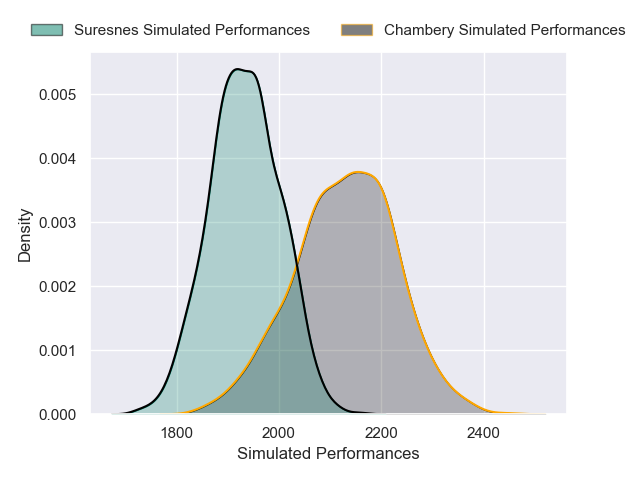 Suresnes Simulated Performances Chambery Simulated Performances
0.005
0.004
0.003
0.002
0.001
0.000
Density
1800 2000 2200 2400
Simulated Performances